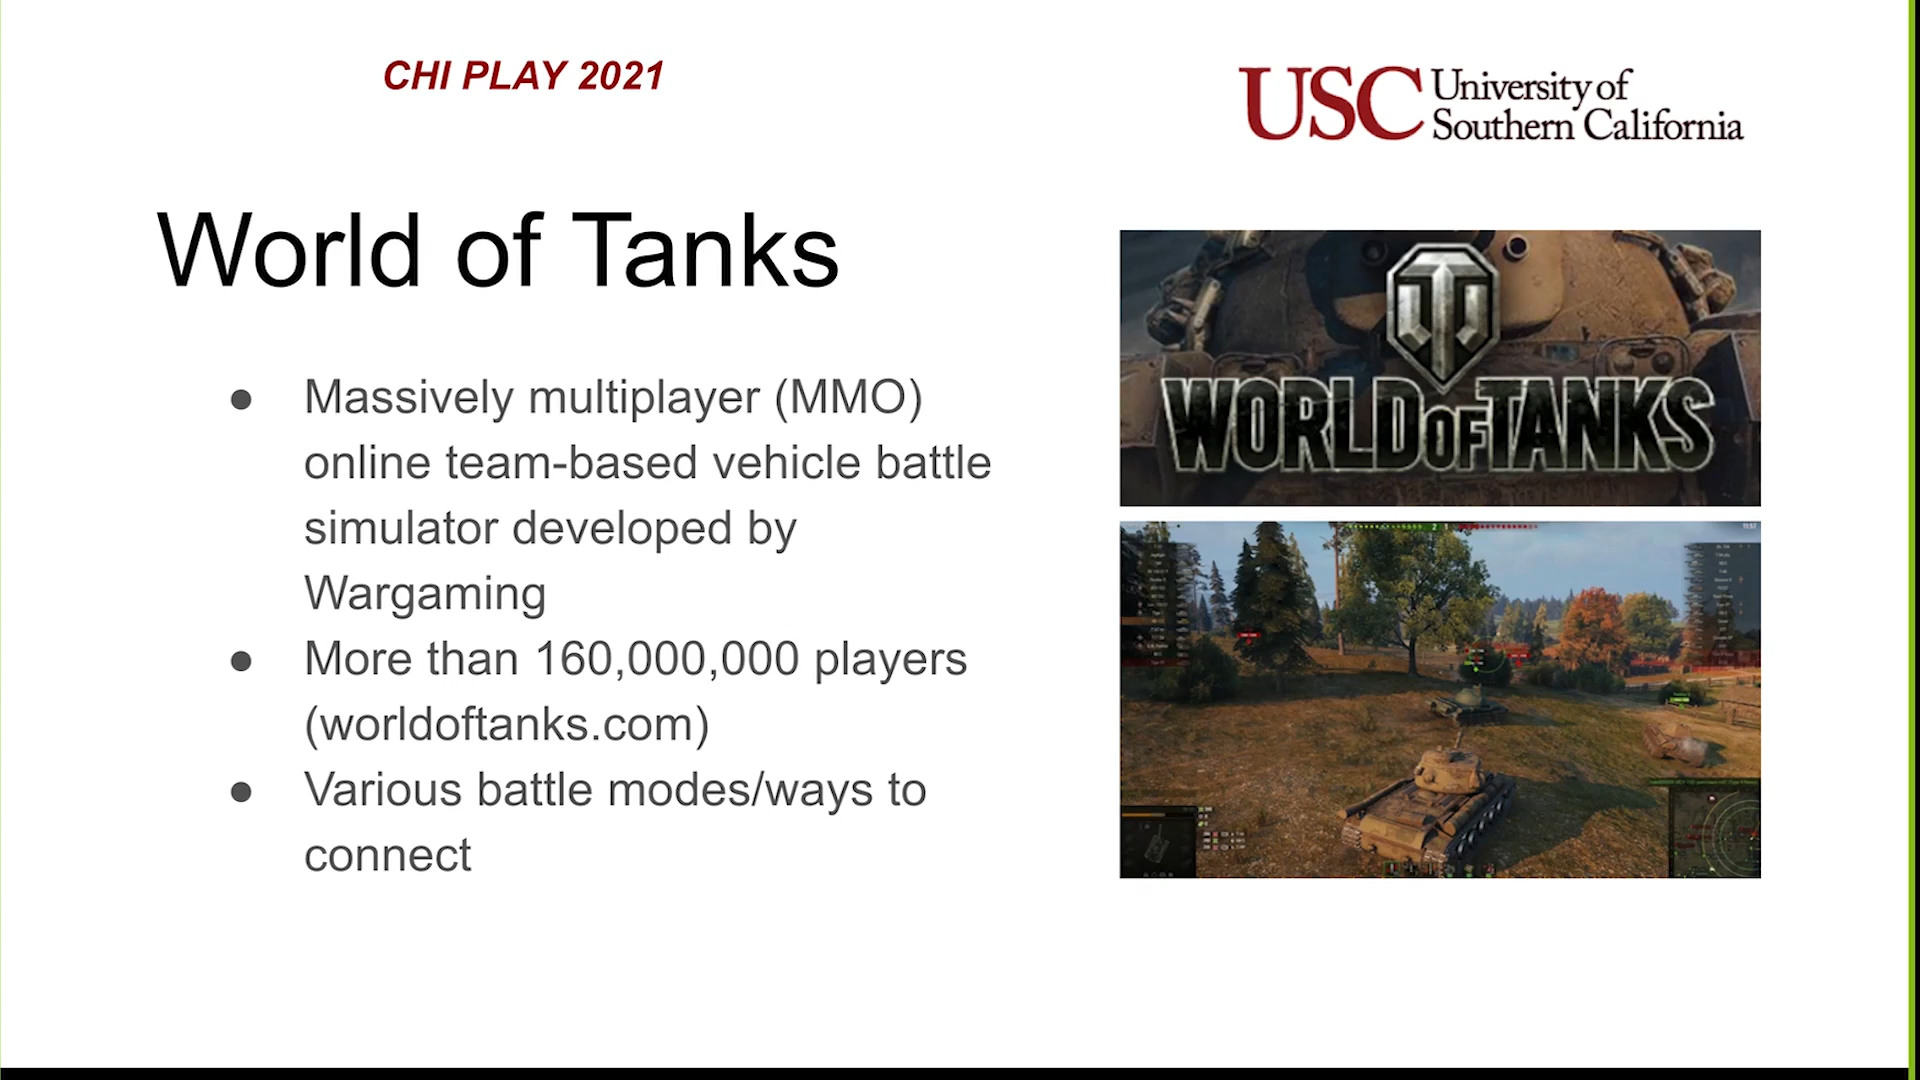 CHI PLAY 2021
USC University of
Southern California
World of Tanks
● Massively multiplayer (MMO)
online team-based vehicle battle
simulator developed by
Wargaming
● More than 160,000,000 players
(worldoftanks.com)
● Various battle modes/ways to
connect
WORLD OF TANKS